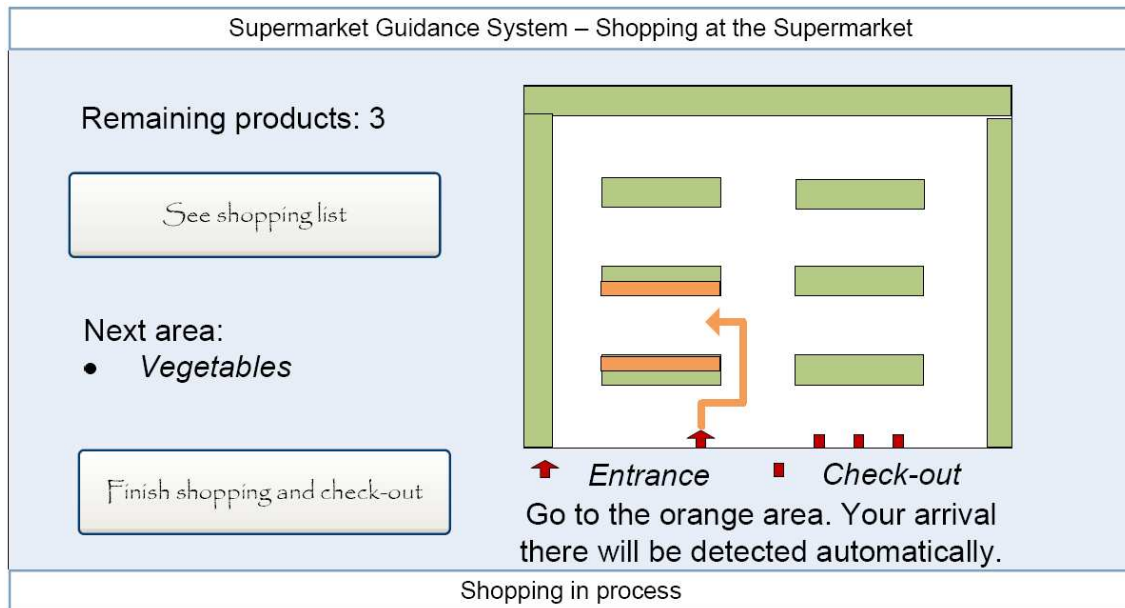 Supermarket Guidance System – Shopping at the Supermarket
Remaining products: 3
See shopping list
Next area:
• Vegetables
Finish shopping and check-out
Entrance
Check-out
Go to the orange area. Your arrival
there will be detected automatically.
Shopping in process